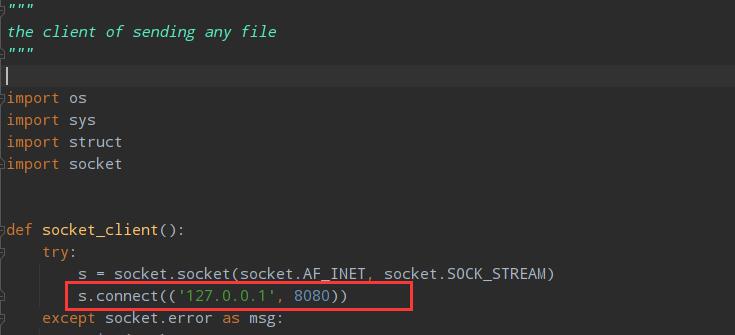 """
the client of sending any file
"""
import os
import sys
import struct
import socket
def socket_client():
try:
s = socket.socket(socket.AF_INET, socket.SOCK_STREAM)
s.connect(('127.0.0.1', 8080))
except socket.error as msg: